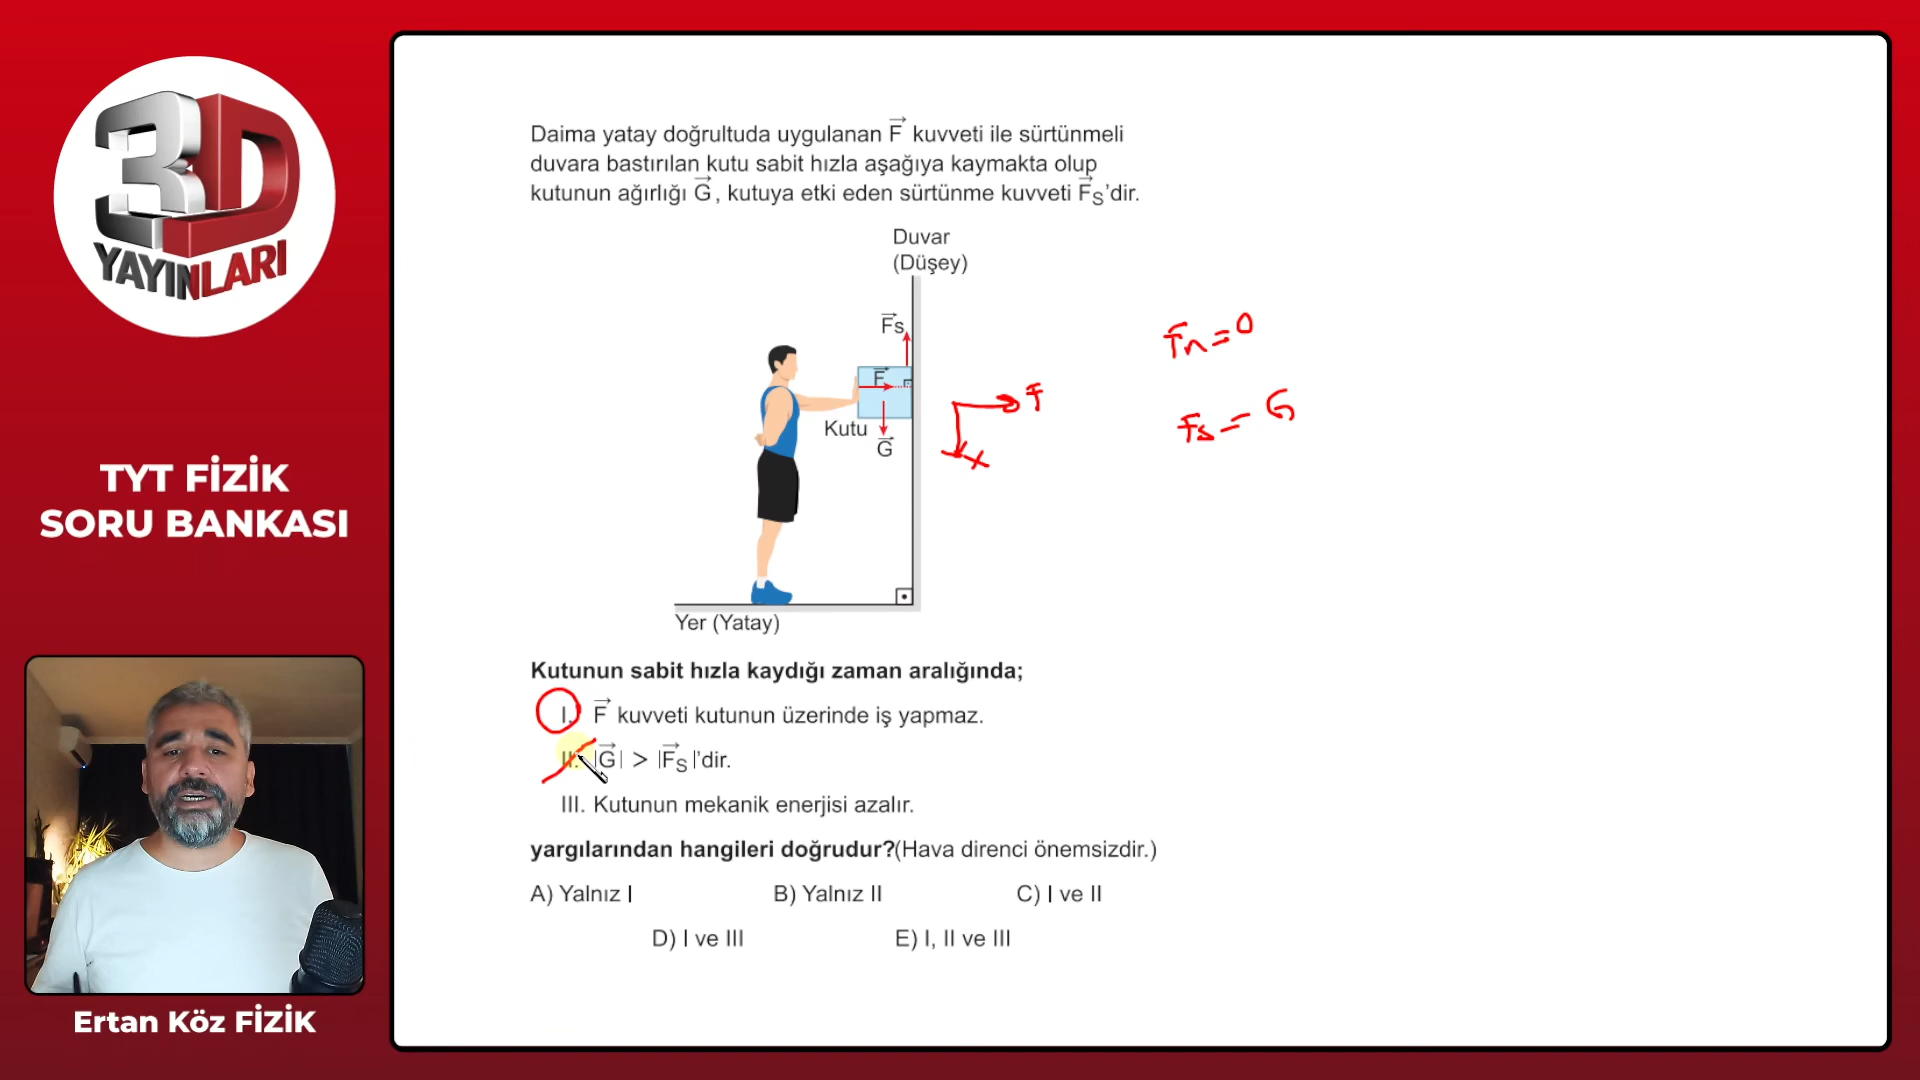 3D
YAYINLARI
TYT FİZİK
SORU BANKASI
Ertan Köz FİZİK
Daima yatay doğrultuda uygulanan F kuvveti ile sürtünmeli
duvara bastırılan kutu sabit hızla aşağıya kaymakta olup
kutunun ağırlığı G, kutuya etki eden sürtünme kuvveti FS'dir.
Duvar
(Düşey)
Fs
F
Kutu
G
Yer (Yatay)
F
x
Fn = 0
Fs = G
Kutunun sabit hızla kaydığı zaman aralığında;
I. F kuvveti kutunun üzerinde iş yapmaz.
II. |G| > |FS|'dir.
III. Kutunun mekanik enerjisi azalır.
yargılarından hangileri doğrudur?(Hava direnci önemsizdir.)
A) Yalnız I
B) Yalnız II
C) I ve II
D) I ve III
E) I, II ve III